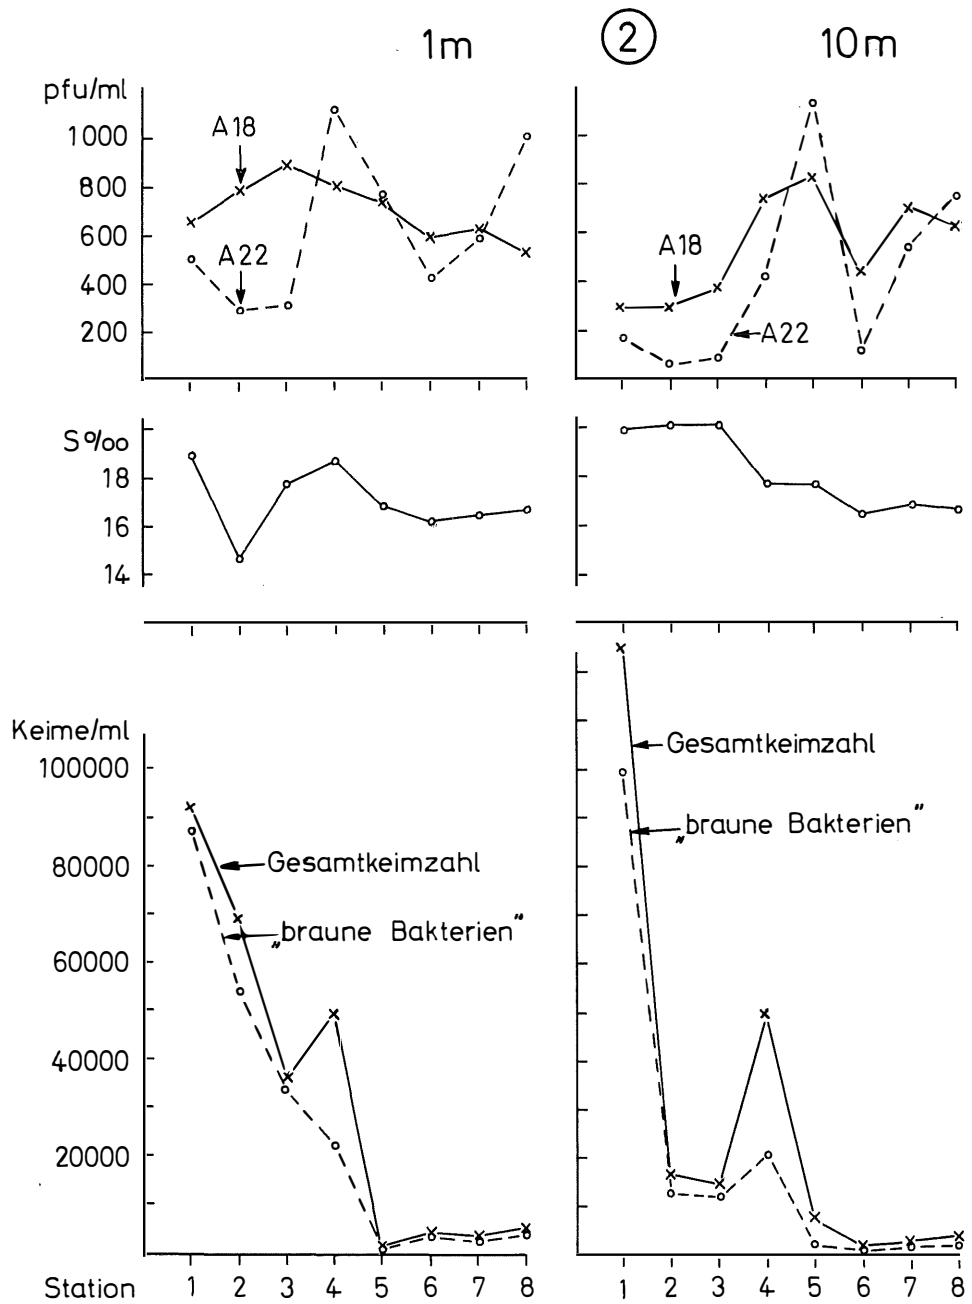 1m
2
10m
pfu/ml
1000
800
600
400
200
A18
A22
A18
A22
S‰
18
16
14
Keime/ml
100000
80000
60000
40000
20000
Gesamtkeimzahl
„braune Bakterien“
Gesamtkeimzahl
„braune Bakterien“
Station 1 2 3 4 5 6 7 8 1 2 3 4 5 6 7 8